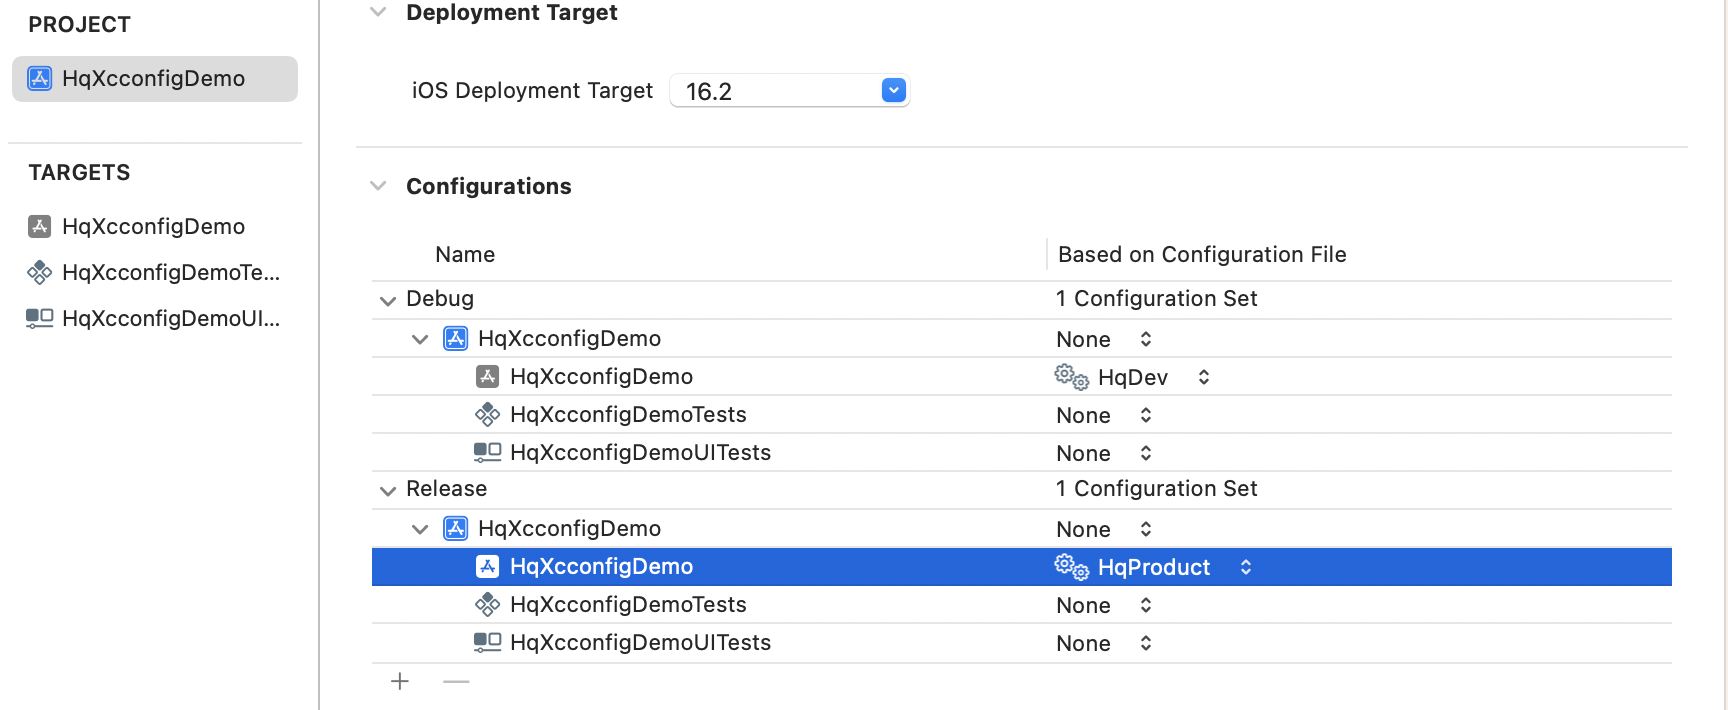 PROJECT
HqXcconfigDemo
TARGETS
HqXcconfigDemo
HqXcconfigDemoTe...
HqXcconfigDemoUI...
Deployment Target
iOS Deployment Target 16.2
Configurations
Name Based on Configuration File
Debug 1 Configuration Set
HqXcconfigDemo None
HqXcconfigDemo HqDev
HqXcconfigDemoTests None
HqXcconfigDemoUITests None
Release 1 Configuration Set
HqXcconfigDemo None
HqXcconfigDemo HqProduct
HqXcconfigDemoTests None
HqXcconfigDemoUITests None